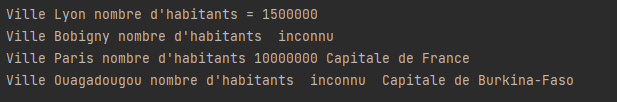 Ville Lyon nombre d'habitants = 1500000
Ville Bobigny nombre d'habitants  inconnu
Ville Paris nombre d'habitants 10000000 Capitale de France
Ville Ouagadougou nombre d'habitants  inconnu  Capitale de Burkina-Faso